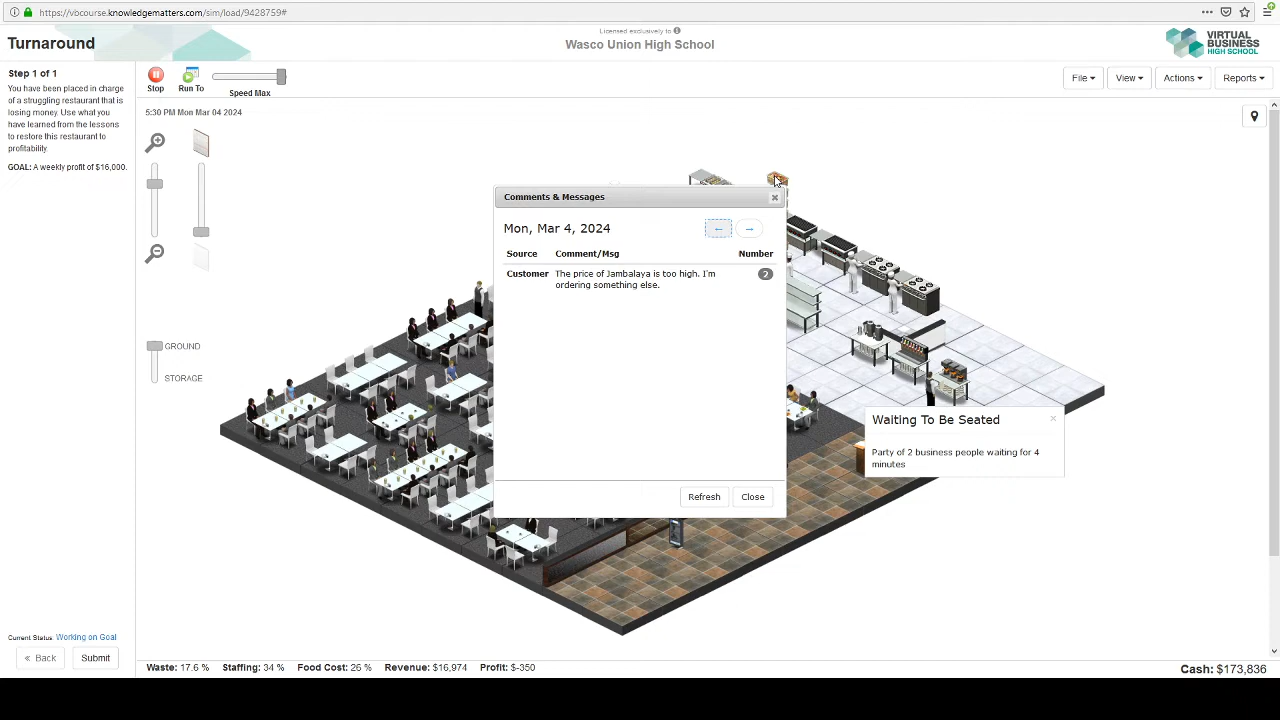 https://vbcourse.knowledgematters.com/sim/load/9428759#
Turnaround
Licensed exclusively to
Wasco Union High School
VIRTUAL
BUSINESS
HIGH SCHOOL
Step 1 of 1
You have been placed in charge
of a struggling restaurant that is
losing money. Use what you
have learned from the lessons
to restore this restaurant to
profitability.
GOAL: A weekly profit of $16,000.
Stop
Run To
Speed Max
File
View
Actions
Reports
5:30 PM Mon Mar 04 2024
GROUND
STORAGE
Comments & Messages
Mon, Mar 4, 2024
Source Comment/Msg Number
Customer The price of Jambalaya is too high. I'm 2
ordering something else.
Refresh Close
Waiting To Be Seated
Party of 2 business people waiting for 4
minutes
Current Status: Working on Goal
« Back Submit
Waste: 17.6 % Staffing: 34 % Food Cost: 26 % Revenue: $16,974 Profit: $-350
Cash: $173,836